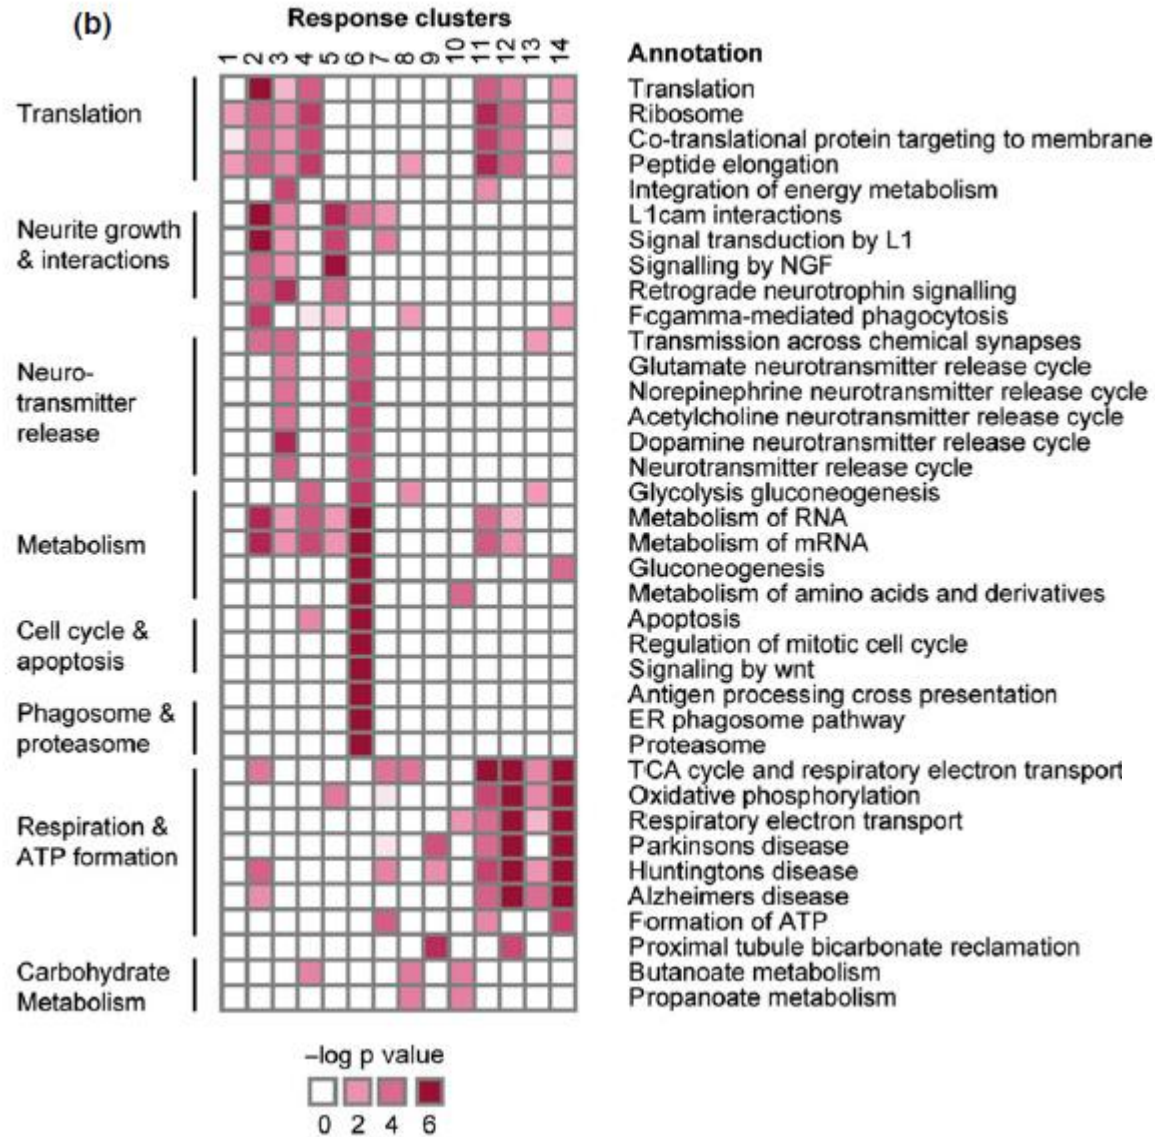 (b)
Response clusters
1 2 3 4 5 6 7 8 9 10 11 12 13 14
Annotation
Translation
Neurite growth
& interactions
Neuro-
transmitter
release
Metabolism
Cell cycle &
apoptosis
Phagosome &
proteasome
Respiration &
ATP formation
Carbohydrate
Metabolism
Translation
Ribosome
Co-translational protein targeting to membrane
Peptide elongation
Integration of energy metabolism
L1cam interactions
Signal transduction by L1
Signalling by NGF
Retrograde neurotrophin signalling
Fcgamma-mediated phagocytosis
Transmission across chemical synapses
Glutamate neurotransmitter release cycle
Norepinephrine neurotransmitter release cycle
Acetylcholine neurotransmitter release cycle
Dopamine neurotransmitter release cycle
Neurotransmitter release cycle
Glycolysis gluconeogenesis
Metabolism of RNA
Metabolism of mRNA
Gluconeogenesis
Metabolism of amino acids and derivatives
Apoptosis
Regulation of mitotic cell cycle
Signaling by wnt
Antigen processing cross presentation
ER phagosome pathway
Proteasome
TCA cycle and respiratory electron transport
Oxidative phosphorylation
Respiratory electron transport
Parkinsons disease
Huntingtons disease
Alzheimers disease
Formation of ATP
Proximal tubule bicarbonate reclamation
Butanoate metabolism
Propanoate metabolism
–log p value
0 2 4 6